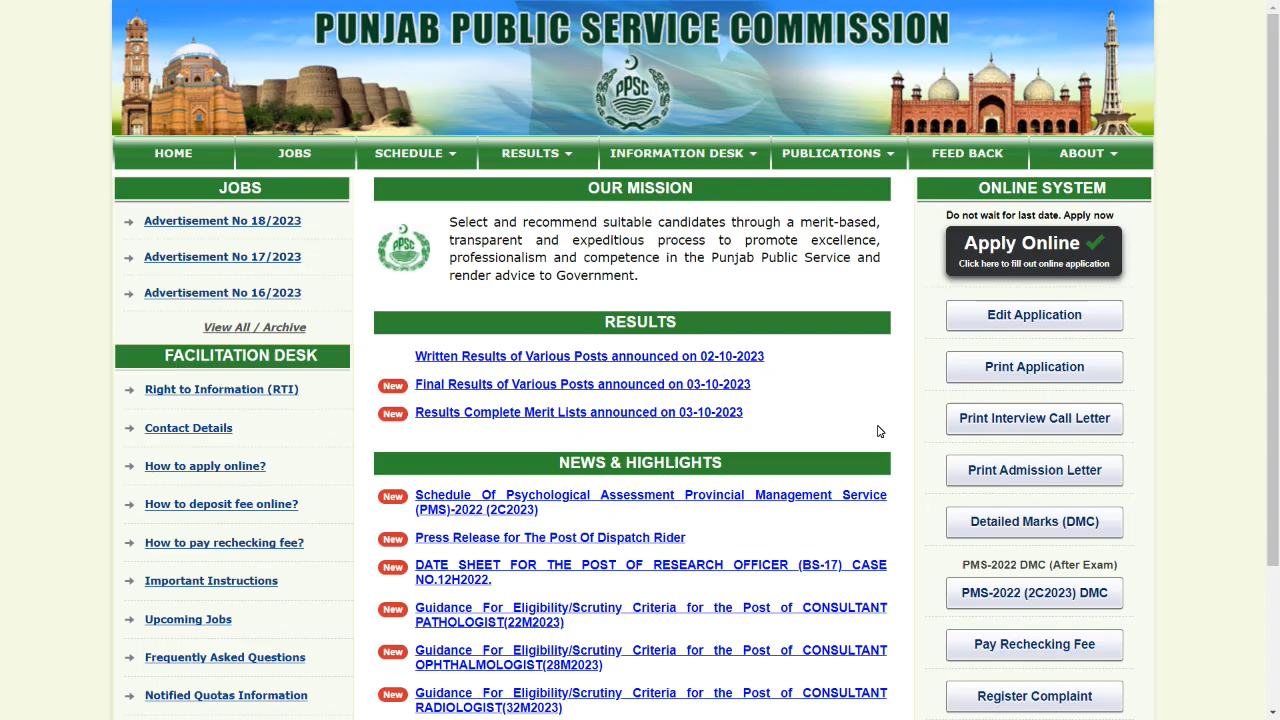 PUNJAB PUBLIC SERVICE COMMISSION
PPSC
HOME
JOBS
SCHEDULE
RESULTS
INFORMATION DESK
PUBLICATIONS
FEED BACK
ABOUT
JOBS
Advertisement No 18/2023
Advertisement No 17/2023
Advertisement No 16/2023
View All / Archive
FACILITATION DESK
Right to Information (RTI)
Contact Details
How to apply online?
How to deposit fee online?
How to pay rechecking fee?
Important Instructions
Upcoming Jobs
Frequently Asked Questions
Notified Quotas Information
OUR MISSION
PPSC
Select and recommend suitable candidates through a merit-based,
transparent and expeditious process to promote excellence,
professionalism and competence in the Punjab Public Service and
render advice to Government.
RESULTS
Written Results of Various Posts announced on 02-10-2023
New Final Results of Various Posts announced on 03-10-2023
New Results Complete Merit Lists announced on 03-10-2023
NEWS & HIGHLIGHTS
New Schedule Of Psychological Assessment Provincial Management Service
(PMS)-2022 (2C2023)
New Press Release for The Post Of Dispatch Rider
New DATE SHEET FOR THE POST OF RESEARCH OFFICER (BS-17) CASE
NO.12H2022.
New Guidance For Eligibility/Scrutiny Criteria for the Post of CONSULTANT
PATHOLOGIST(22M2023)
New Guidance For Eligibility/Scrutiny Criteria for the Post of CONSULTANT
OPHTHALMOLOGIST(28M2023)
New Guidance For Eligibility/Scrutiny Criteria for the Post of CONSULTANT
RADIOLOGIST(32M2023)
ONLINE SYSTEM
Do not wait for last date. Apply now
Apply Online
Click here to fill out online application
Edit Application
Print Application
Print Interview Call Letter
Print Admission Letter
Detailed Marks (DMC)
PMS-2022 DMC (After Exam)
PMS-2022 (2C2023) DMC
Pay Rechecking Fee
Register Complaint